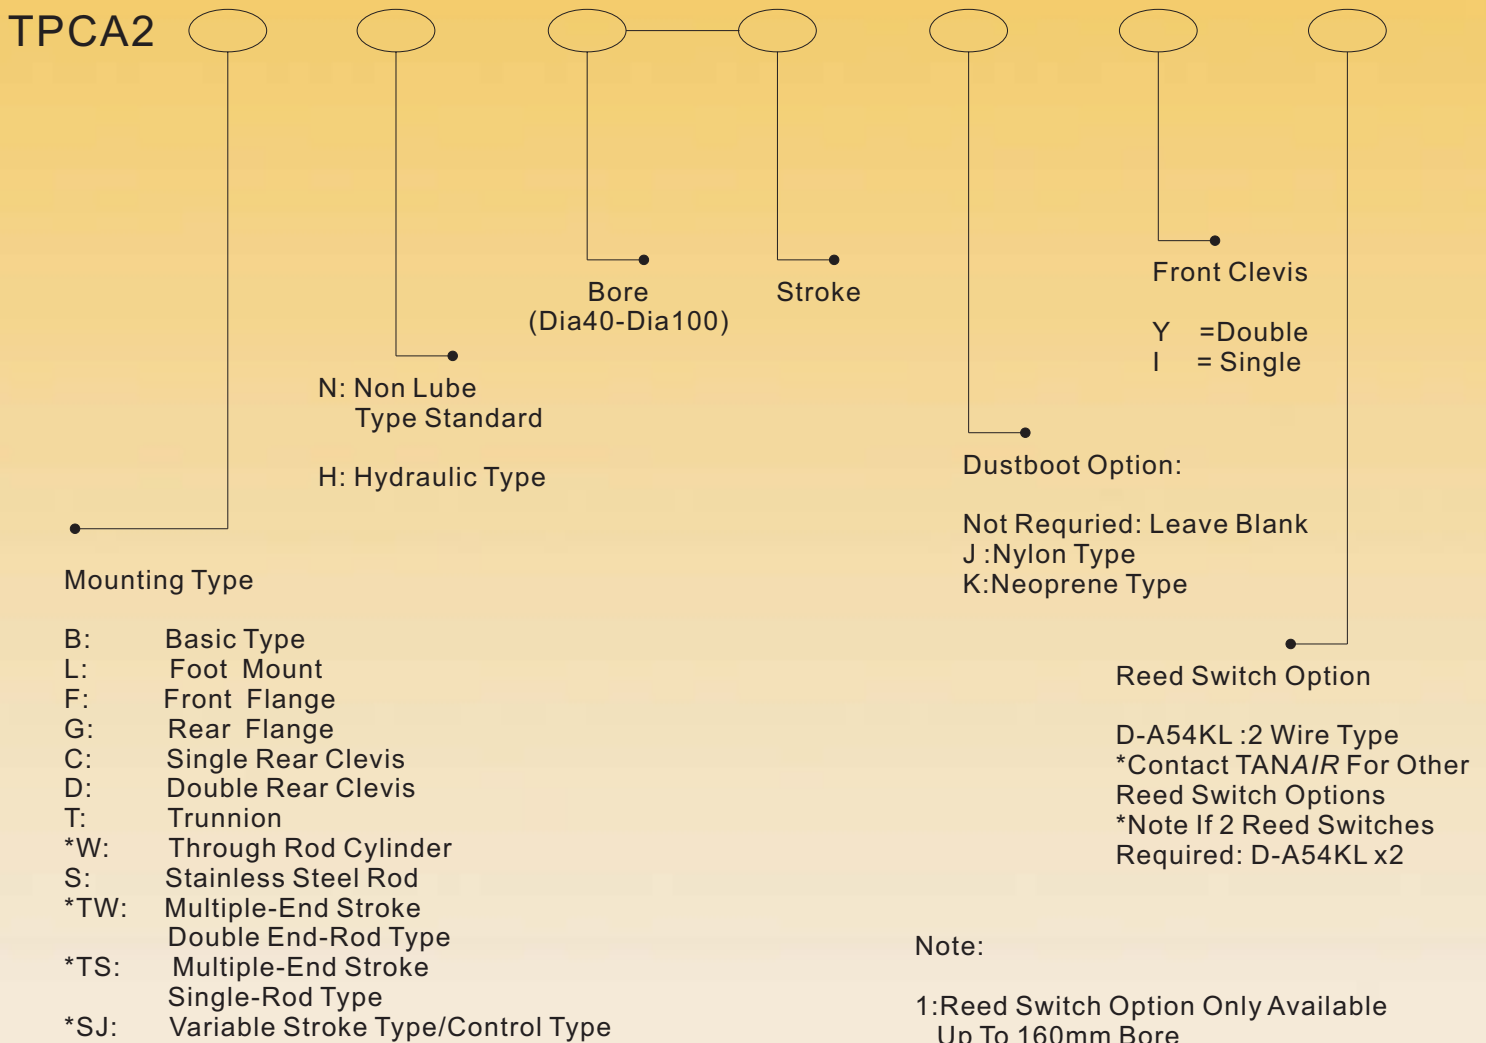 TPCA2
Bore
(Dia40-Dia100)
Stroke
Front Clevis
Y =Double
I = Single
N: Non Lube
Type Standard
H: Hydraulic Type
Dustboot Option:
Not Requried: Leave Blank
J :Nylon Type
K:Neoprene Type
Mounting Type
B: Basic Type
L: Foot Mount
F: Front Flange
G: Rear Flange
C: Single Rear Clevis
D: Double Rear Clevis
T: Trunnion
*W: Through Rod Cylinder
S: Stainless Steel Rod
*TW: Multiple-End Stroke
Double End-Rod Type
*TS: Multiple-End Stroke
Single-Rod Type
*SJ: Variable Stroke Type/Control Type
Reed Switch Option
D-A54KL :2 Wire Type
*Contact TANAIR For Other
Reed Switch Options
*Note If 2 Reed Switches
Required: D-A54KL x2
Note:
1:Reed Switch Option Only Available
Up To 160mm Bore